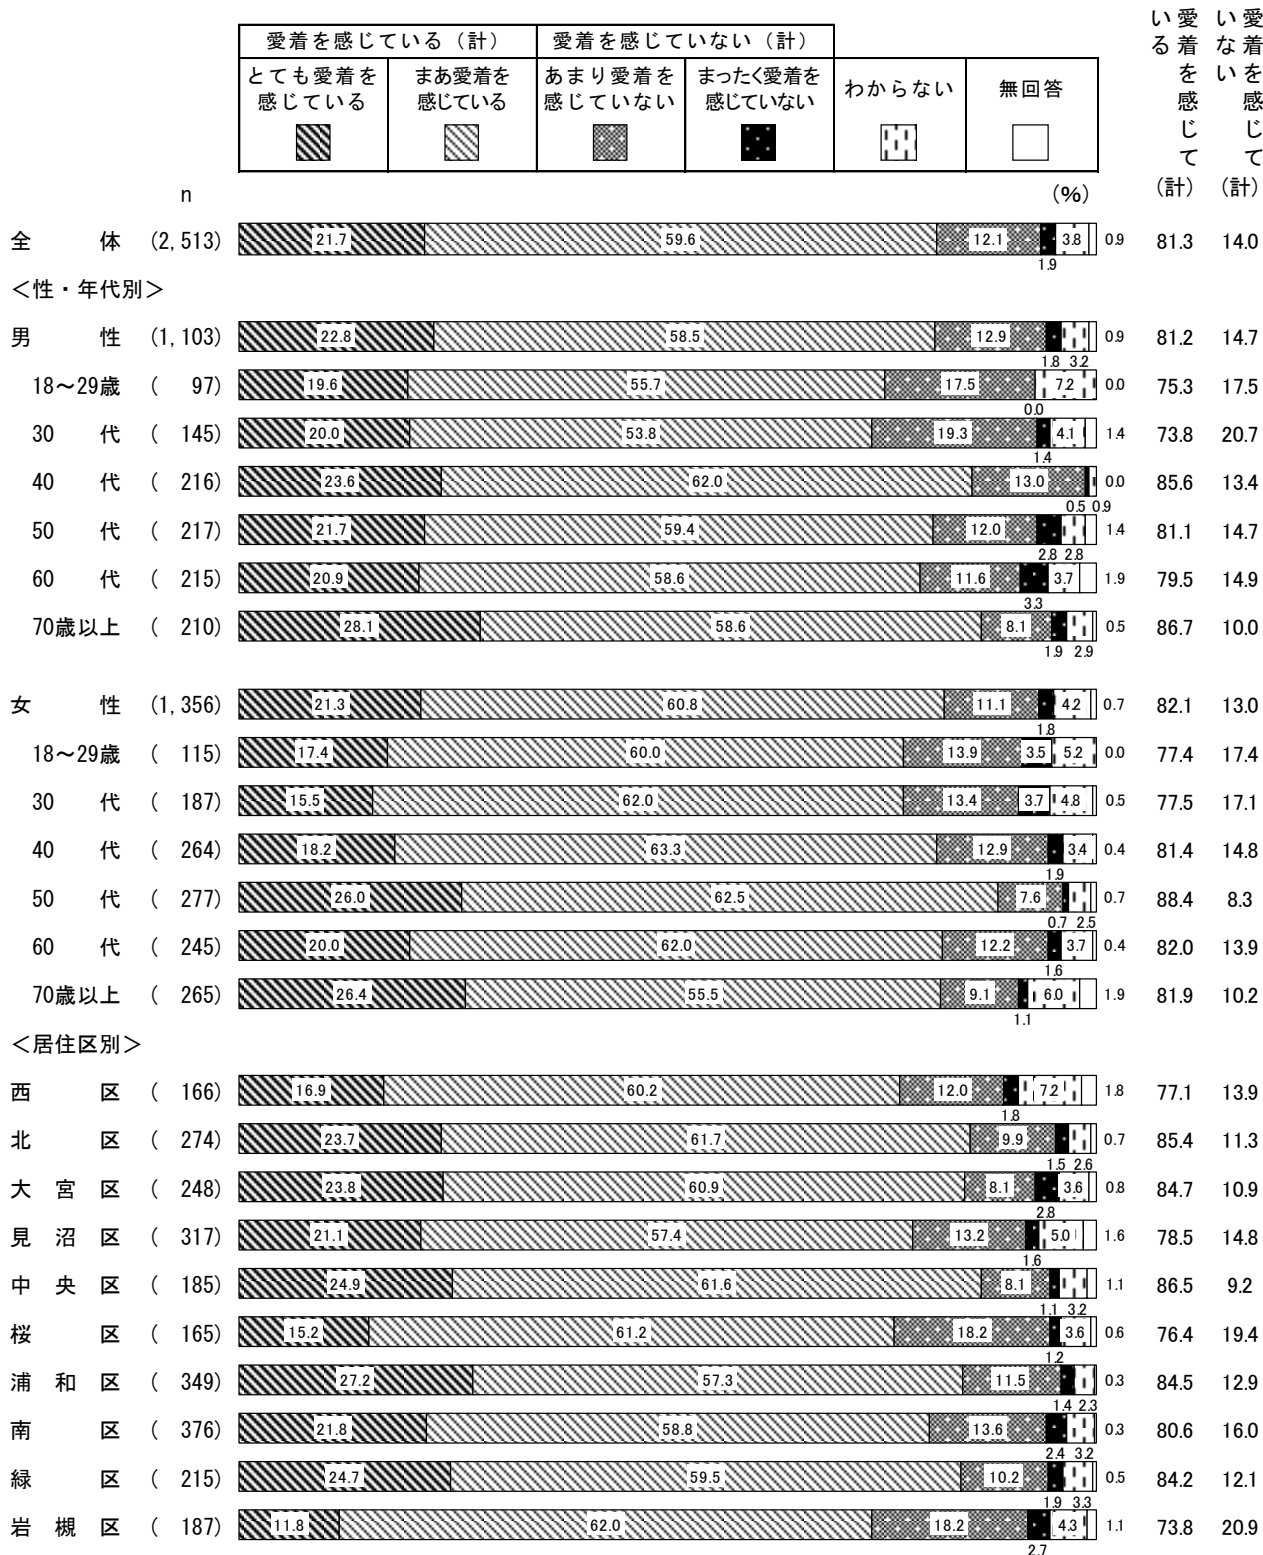 愛着を感じている（計）
愛着を感じていない（計）
愛着を感じている（計） 愛着を感じていない（計）
とても愛着を感じている まあ愛着を感じている あまり愛着を感じていない まったく愛着を感じていない わからない 無回答
n (%)
全体 (2,513) 21.7 59.6 12.1 1.9 3.8 0.9 81.3 14.0
＜性・年代別＞
男性 (1,103) 22.8 58.5 12.9 1.8 3.2 0.9 81.2 14.7
18～29歳 ( 97) 19.6 55.7 17.5 0.0 7.2 0.0 75.3 17.5
30代 ( 145) 20.0 53.8 19.3 1.4 4.1 1.4 73.8 20.7
40代 ( 216) 23.6 62.0 13.0 0.5 0.9 0.0 85.6 13.4
50代 ( 217) 21.7 59.4 12.0 2.8 2.8 1.4 81.1 14.7
60代 ( 215) 20.9 58.6 11.6 3.3 3.7 1.9 79.5 14.9
70歳以上 ( 210) 28.1 58.6 8.1 1.9 2.9 0.5 86.7 10.0
女性 (1,356) 21.3 60.8 11.1 1.8 4.2 0.7 82.1 13.0
18～29歳 ( 115) 17.4 60.0 13.9 3.5 5.2 0.0 77.4 17.4
30代 ( 187) 15.5 62.0 13.4 3.7 4.8 0.5 77.5 17.1
40代 ( 264) 18.2 63.3 12.9 1.9 3.4 0.4 81.4 14.8
50代 ( 277) 26.0 62.5 7.6 0.7 2.5 0.7 88.4 8.3
60代 ( 245) 20.0 62.0 12.2 1.6 3.7 0.4 82.0 13.9
70歳以上 ( 265) 26.4 55.5 9.1 1.1 6.0 1.9 81.9 10.2
＜居住区別＞
西区 ( 166) 16.9 60.2 12.0 1.8 7.2 1.8 77.1 13.9
北区 ( 274) 23.7 61.7 9.9 1.5 2.6 0.7 85.4 11.3
大宮区 ( 248) 23.8 60.9 8.1 2.8 3.6 0.8 84.7 10.9
見沼区 ( 317) 21.1 57.4 13.2 1.6 5.0 1.6 78.5 14.8
中央区 ( 185) 24.9 61.6 8.1 1.1 3.2 1.1 86.5 9.2
桜区 ( 165) 15.2 61.2 18.2 1.2 3.6 0.6 76.4 19.4
浦和区 ( 349) 27.2 57.3 11.5 1.4 2.3 0.3 84.5 12.9
南区 ( 376) 21.8 58.8 13.6 2.4 3.2 0.3 80.6 16.0
緑区 ( 215) 24.7 59.5 10.2 1.9 3.3 0.5 84.2 12.1
岩槻区 ( 187) 11.8 62.0 18.2 2.7 4.3 1.1 73.8 20.9